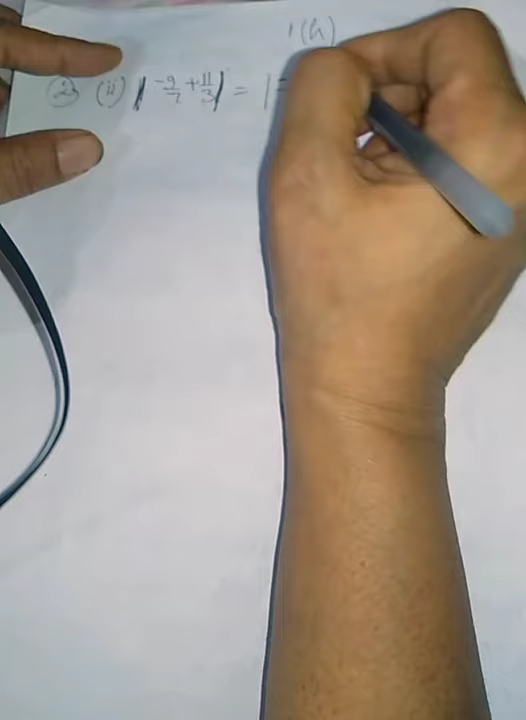 1(h)
② (ii) |-9/7 + 11/3| = |-